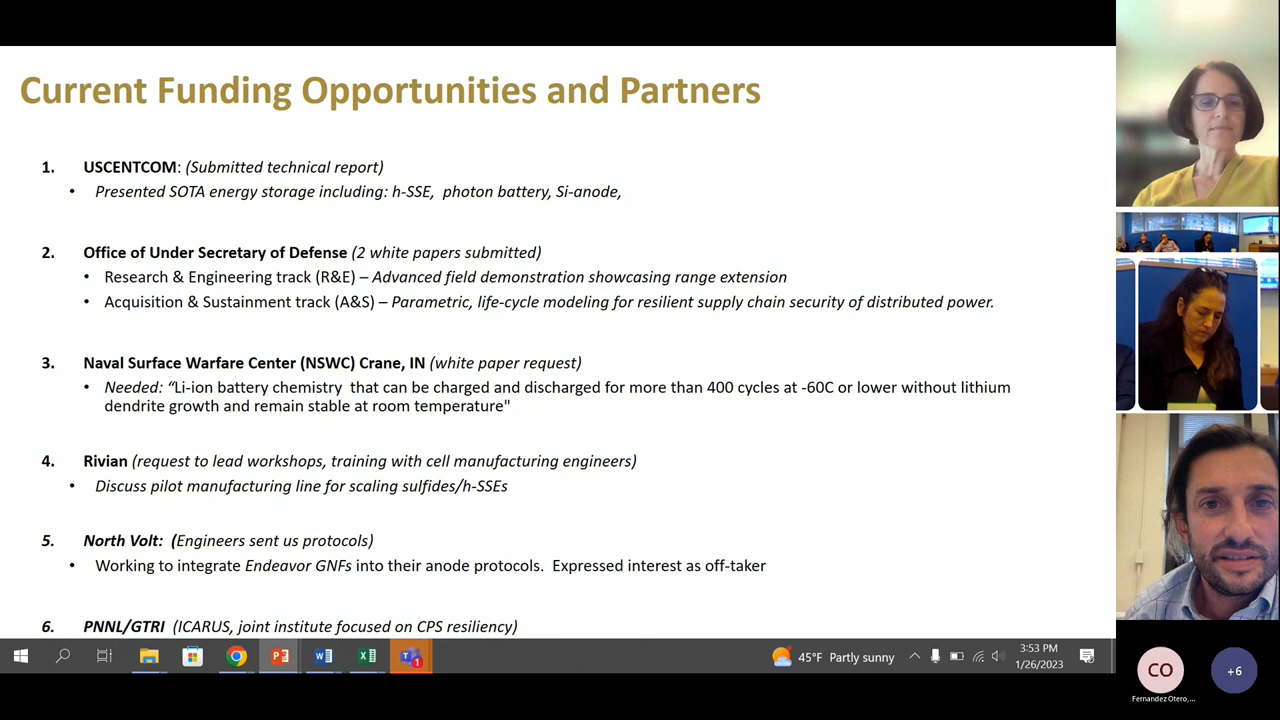 Current Funding Opportunities and Partners
1. USCENTCOM: (Submitted technical report)
• Presented SOTA energy storage including: h-SSE, photon battery, Si-anode,
2. Office of Under Secretary of Defense (2 white papers submitted)
• Research & Engineering track (R&E) – Advanced field demonstration showcasing range extension
• Acquisition & Sustainment track (A&S) – Parametric, life-cycle modeling for resilient supply chain security of distributed power.
3. Naval Surface Warfare Center (NSWC) Crane, IN (white paper request)
• Needed: “Li-ion battery chemistry that can be charged and discharged for more than 400 cycles at -60C or lower without lithium
dendrite growth and remain stable at room temperature"
4. Rivian (request to lead workshops, training with cell manufacturing engineers)
• Discuss pilot manufacturing line for scaling sulfides/h-SSEs
5. North Volt: (Engineers sent us protocols)
• Working to integrate Endeavor GNFs into their anode protocols. Expressed interest as off-taker
6. PNNL/GTRI (ICARUS, joint institute focused on CPS resiliency)
1
45°F Partly sunny
3:53 PM
1/26/2023
CO
+6
Fernandez Otero,...